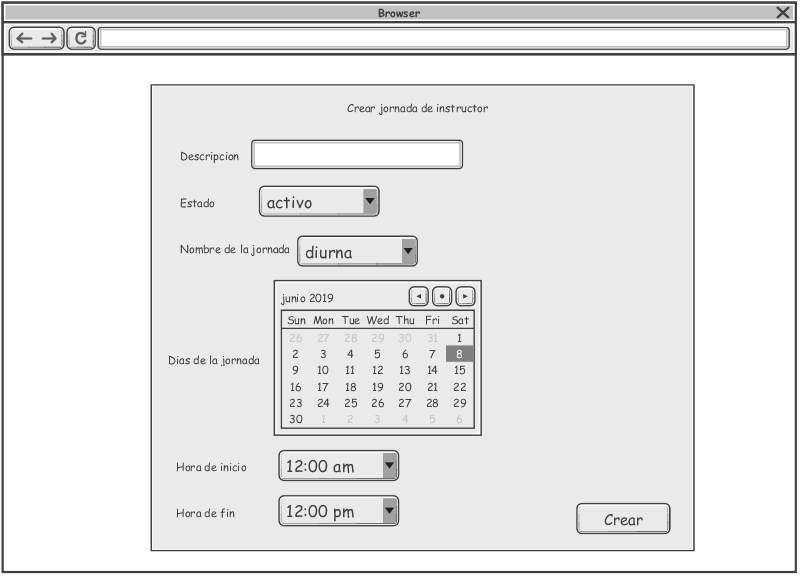 Browser
Crear jornada de instructor
Descripcion
Estado activo
Nombre de la jornada diurna
junio 2019
Sun Mon Tue Wed Thu Fri Sat
26 27 28 29 30 31 1
2 3 4 5 6 7 8
9 10 11 12 13 14 15
16 17 18 19 20 21 22
23 24 25 26 27 28 29
30 1 2 3 4 5 6
Dias de la jornada
Hora de inicio 12:00 am
Hora de fin 12:00 pm
Crear